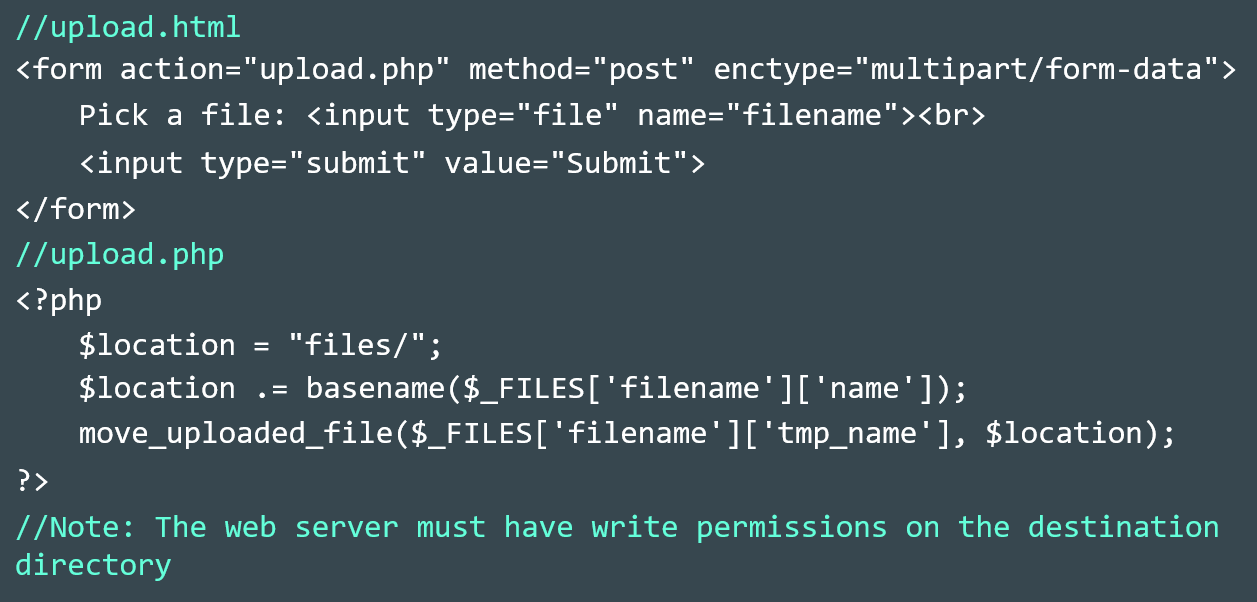 //upload.html
<form action="upload.php" method="post" enctype="multipart/form-data">
Pick a file: <input type="file" name="filename"><br>
<input type="submit" value="Submit">
</form>
//upload.php
<?php
$location = "files/";
$location .= basename($_FILES['filename']['name']);
move_uploaded_file($_FILES['filename']['tmp_name'], $location);
?>
//Note: The web server must have write permissions on the destination
directory